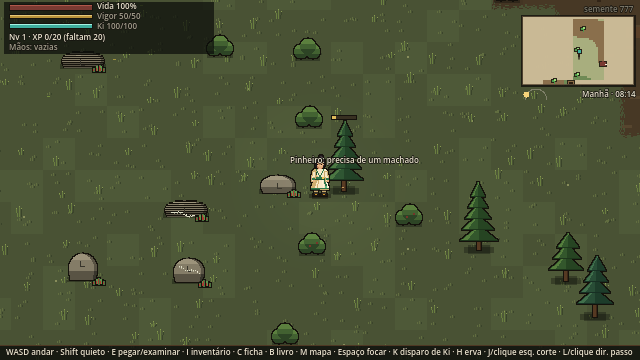 Vida 100%
Vigor 50/50
Ki 100/100
Nv 1 · XP 0/20 (faltam 20)
Mãos: vazias
semente 777
Manhã · 08:14
Pinheiro: precisa de um machado
WASD andar · Shift quieto · E pegar/examinar · I inventário · C ficha · B livro · M mapa · Espaço focar · K disparo de Ki · H erva · J/clique esq. corte · L/clique dir. passo